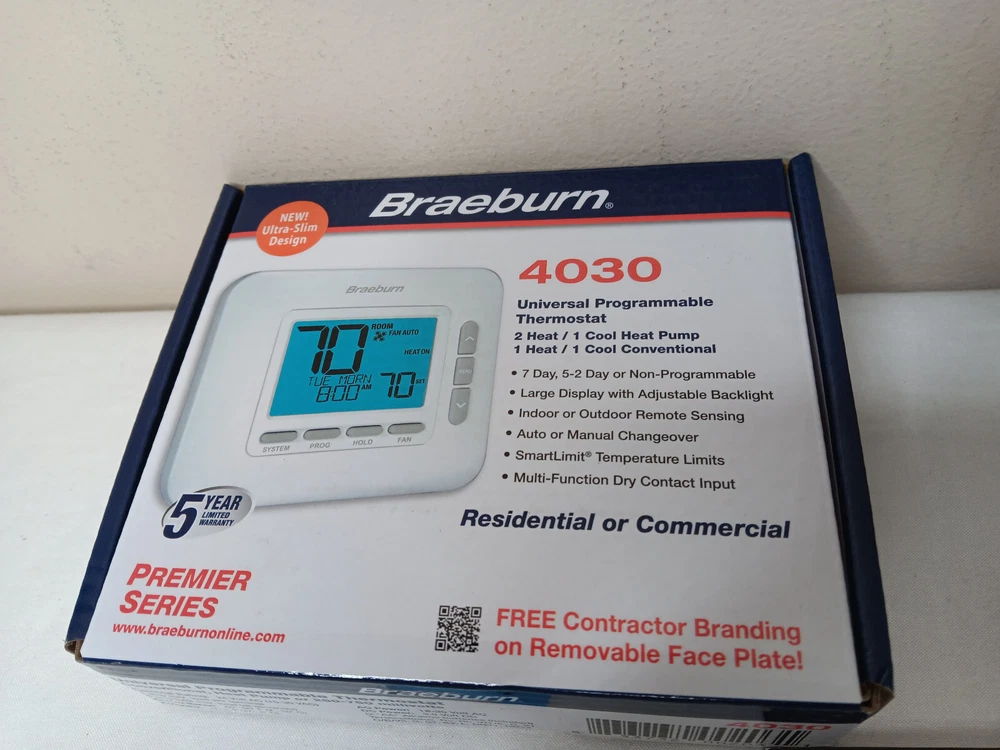 Braeburn®
NEW!
Ultra-Slim
Design
4030
Universal Programmable
Thermostat
2 Heat / 1 Cool Heat Pump
1 Heat / 1 Cool Conventional
• 7 Day, 5-2 Day or Non-Programmable
• Large Display with Adjustable Backlight
• Indoor or Outdoor Remote Sensing
• Auto or Manual Changeover
• SmartLimit® Temperature Limits
• Multi-Function Dry Contact Input
Residential or Commercial
Braeburn
70 ROOM
FAN AUTO
HEAT ON
TUE MORN
8:00 AM 70 SET
SYSTEM PROG HOLD FAN
5 YEAR
LIMITED
WARRANTY
PREMIER
SERIES
www.braeburnonline.com
FREE Contractor Branding
on Removable Face Plate!
Braeburn
Programmable Thermostat
4030